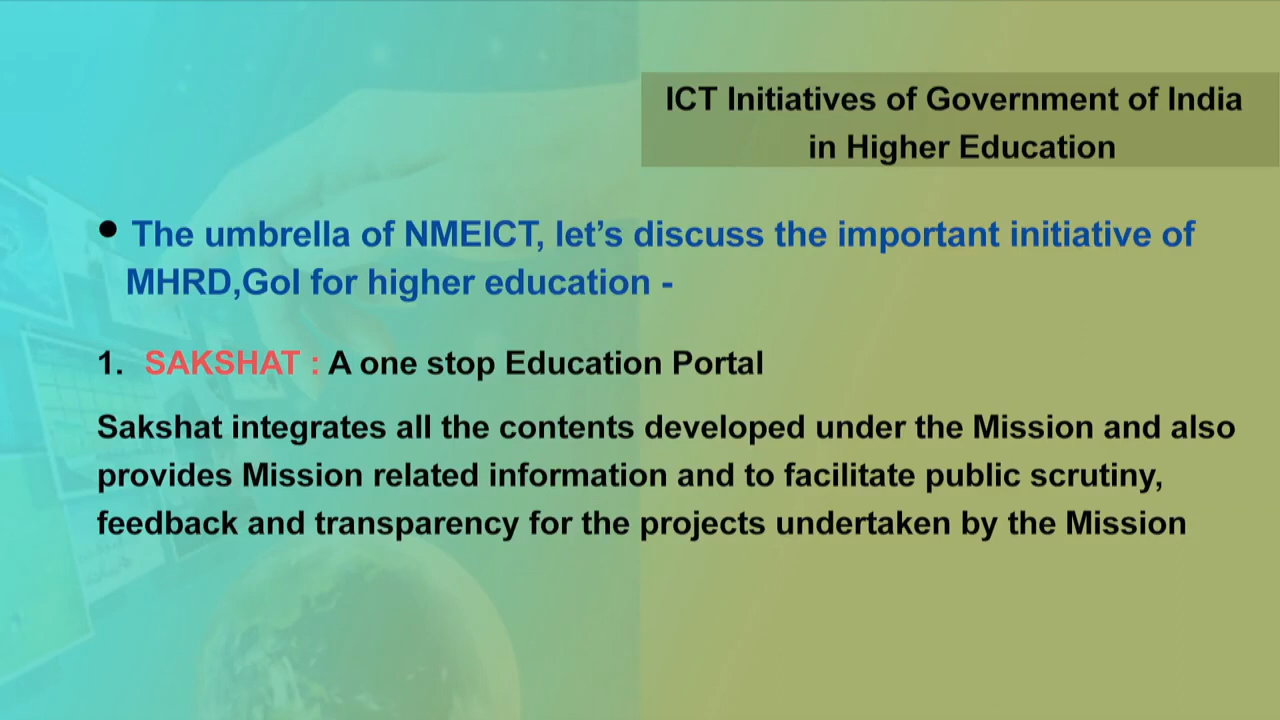 ICT Initiatives of Government of India
in Higher Education
• The umbrella of NMEICT, let’s discuss the important initiative of
MHRD,GoI for higher education -
1. SAKSHAT : A one stop Education Portal
Sakshat integrates all the contents developed under the Mission and also
provides Mission related information and to facilitate public scrutiny,
feedback and transparency for the projects undertaken by the Mission